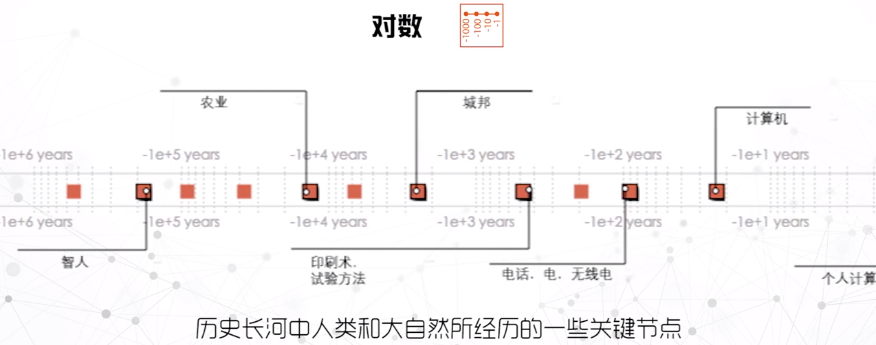 对数
-1000
-100
-10
-1
农业
城邦
计算机
-1e+6 years
-1e+5 years
-1e+4 years
-1e+3 years
-1e+2 years
-1e+1 years
-1e+6 years
-1e+5 years
-1e+4 years
-1e+3 years
-1e+2 years
-1e+1 years
智人
印刷术.
试验方法
电话. 电. 无线电
个人计算
历史长河中人类和大自然所经历的一些关键节点